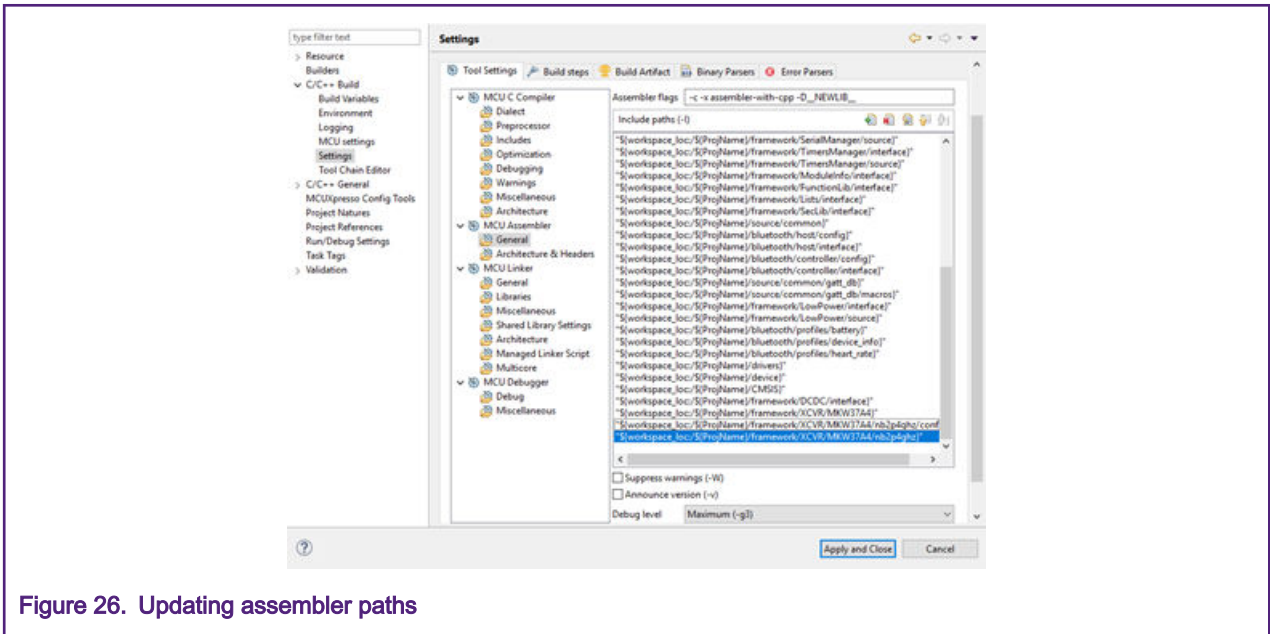 type filter text
Resource
Builders
C/C++ Build
Build Variables
Environment
Logging
MCU settings
Settings
Tool Chain Editor
C/C++ General
MCUXpresso Config Tools
Project Natures
Project References
Run/Debug Settings
Task Tags
Validation
Settings
Tool Settings Build steps Build Artifact Binary Parsers Error Parsers
MCU C Compiler
Dialect
Preprocessor
Includes
Optimization
Debugging
Warnings
Miscellaneous
Architecture
MCU Assembler
General
Architecture & Headers
MCU Linker
General
Libraries
Miscellaneous
Shared Library Settings
Architecture
Managed Linker Script
Multicore
MCU Debugger
Debug
Miscellaneous
Assembler flags -c -x assembler-with-cpp -D__NEWLIB__
Include paths (-I)
"${workspace_loc:/${ProjName}/framework/SerialManager/source}"
"${workspace_loc:/${ProjName}/framework/TimersManager/interface}"
"${workspace_loc:/${ProjName}/framework/TimersManager/source}"
"${workspace_loc:/${ProjName}/framework/ModuleInfo/interface}"
"${workspace_loc:/${ProjName}/framework/FunctionLib/interface}"
"${workspace_loc:/${ProjName}/framework/Lists/interface}"
"${workspace_loc:/${ProjName}/framework/SecLib/interface}"
"${workspace_loc:/${ProjName}/source/common}"
"${workspace_loc:/${ProjName}/bluetooth/host/config}"
"${workspace_loc:/${ProjName}/bluetooth/host/interface}"
"${workspace_loc:/${ProjName}/bluetooth/controller/config}"
"${workspace_loc:/${ProjName}/bluetooth/controller/interface}"
"${workspace_loc:/${ProjName}/source/common/gatt_db}"
"${workspace_loc:/${ProjName}/source/common/gatt_db/macros}"
"${workspace_loc:/${ProjName}/framework/LowPower/interface}"
"${workspace_loc:/${ProjName}/framework/LowPower/source}"
"${workspace_loc:/${ProjName}/bluetooth/profiles/battery}"
"${workspace_loc:/${ProjName}/bluetooth/profiles/device_info}"
"${workspace_loc:/${ProjName}/bluetooth/profiles/heart_rate}"
"${workspace_loc:/${ProjName}/drivers}"
"${workspace_loc:/${ProjName}/device}"
"${workspace_loc:/${ProjName}/CMSIS}"
"${workspace_loc:/${ProjName}/framework/DCDC/interface}"
"${workspace_loc:/${ProjName}/framework/XCVR/MKW37A4}"
"${workspace_loc:/${ProjName}/framework/XCVR/MKW37A4/nb2p4ghz/conf
"${workspace_loc:/${ProjName}/framework/XCVR/MKW37A4/nb2p4ghz}"
Suppress warnings (-W)
Announce version (-v)
Debug level Maximum (-g3)
Apply and Close Cancel
Figure 26. Updating assembler paths